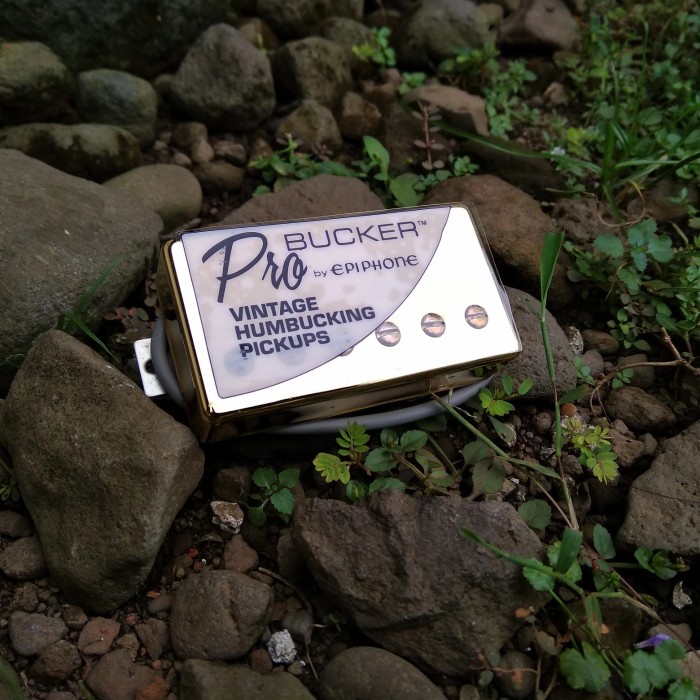 Pro BUCKER™
by EPIPHONE
VINTAGE
HUMBUCKING
PICKUPS